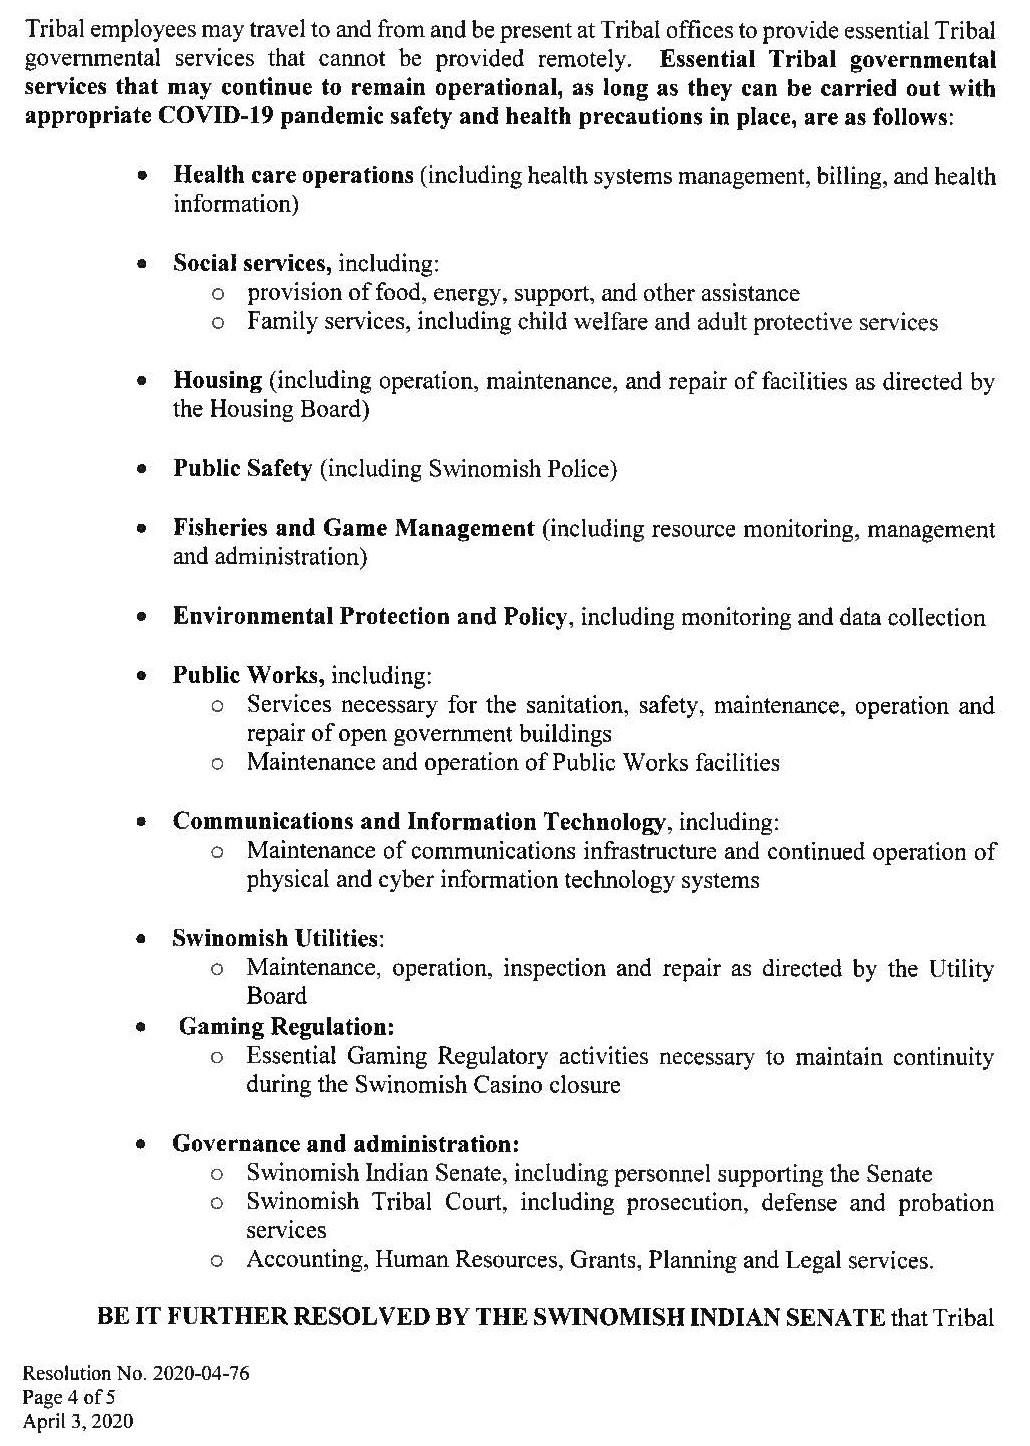 Tribal employees may travel to and from and be present at Tribal offices to provide essential Tribal
governmental services that cannot be provided remotely. Essential Tribal governmental
services that may continue to remain operational, as long as they can be carried out with
appropriate COVID-19 pandemic safety and health precautions in place, are as follows:
• Health care operations (including health systems management, billing, and health
information)
• Social services, including:
o provision of food, energy, support, and other assistance
o Family services, including child welfare and adult protective services
• Housing (including operation, maintenance, and repair of facilities as directed by
the Housing Board)
• Public Safety (including Swinomish Police)
• Fisheries and Game Management (including resource monitoring, management
and administration)
• Environmental Protection and Policy, including monitoring and data collection
• Public Works, including:
o Services necessary for the sanitation, safety, maintenance, operation and
repair of open government buildings
o Maintenance and operation of Public Works facilities
• Communications and Information Technology, including:
o Maintenance of communications infrastructure and continued operation of
physical and cyber information technology systems
• Swinomish Utilities:
o Maintenance, operation, inspection and repair as directed by the Utility
Board
• Gaming Regulation:
o Essential Gaming Regulatory activities necessary to maintain continuity
during the Swinomish Casino closure
• Governance and administration:
o Swinomish Indian Senate, including personnel supporting the Senate
o Swinomish Tribal Court, including prosecution, defense and probation
services
o Accounting, Human Resources, Grants, Planning and Legal services.
BE IT FURTHER RESOLVED BY THE SWINOMISH INDIAN SENATE that Tribal
Resolution No. 2020-04-76
Page 4 of 5
April 3, 2020